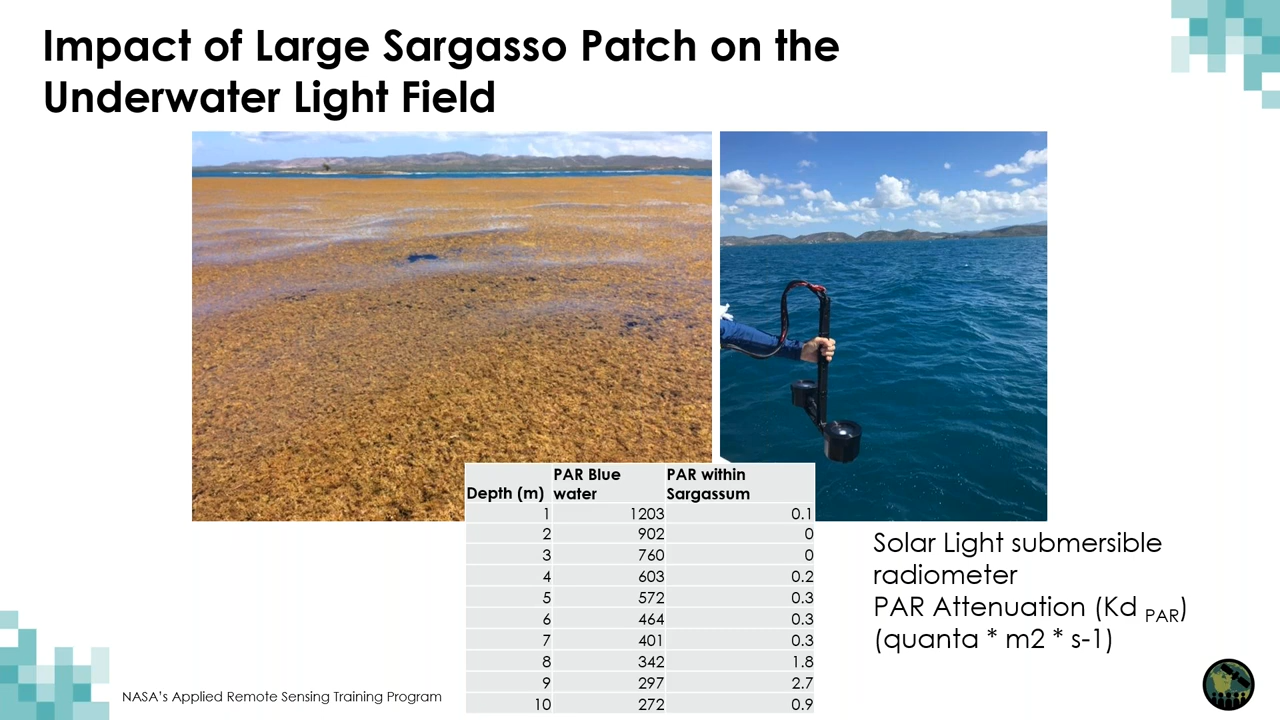 Impact of Large Sargasso Patch on the
Underwater Light Field
Depth (m) PAR Blue water PAR within Sargassum
1 1203 0.1
2 902 0
3 760 0
4 603 0.2
5 572 0.3
6 464 0.3
7 401 0.3
8 342 1.8
9 297 2.7
10 272 0.9
Solar Light submersible
radiometer
PAR Attenuation (Kd PAR)
(quanta * m2 * s-1)
NASA's Applied Remote Sensing Training Program